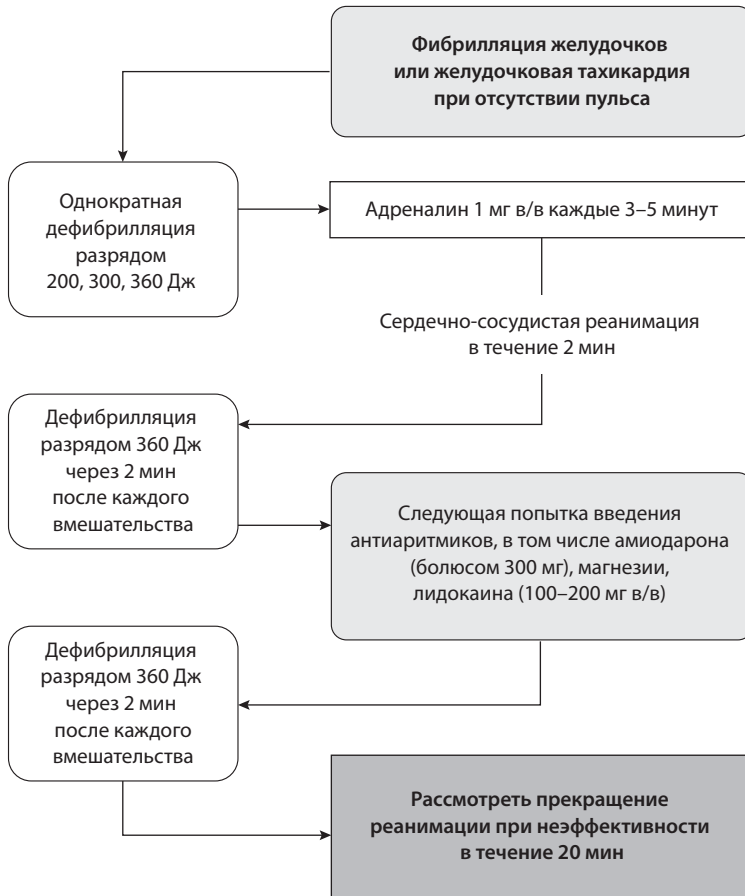 Фибрилляция желудочков
или желудочковая тахикардия
при отсутствии пульса
Однократная
дефибрилляция
разрядом
200, 300, 360 Дж
Адреналин 1 мг в/в каждые 3–5 минут
Сердечно-сосудистая реанимация
в течение 2 мин
Дефибрилляция
разрядом 360 Дж
через 2 мин
после каждого
вмешательства
Следующая попытка введения
антиаритмиков, в том числе амиодарона
(болюсом 300 мг), магнезии,
лидокаина (100–200 мг в/в)
Дефибрилляция
разрядом 360 Дж
через 2 мин
после каждого
вмешательства
Рассмотреть прекращение
реанимации при неэффективности
в течение 20 мин